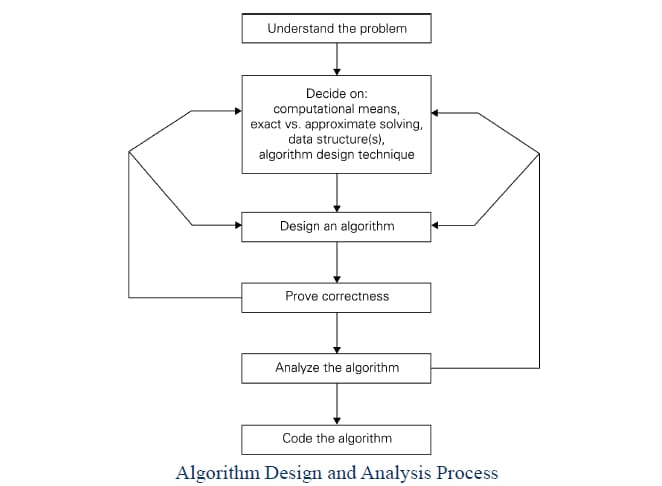 Understand the problem
Decide on:
computational means,
exact vs. approximate solving,
data structure(s),
algorithm design technique
Design an algorithm
Prove correctness
Analyze the algorithm
Code the algorithm
Algorithm Design and Analysis Process